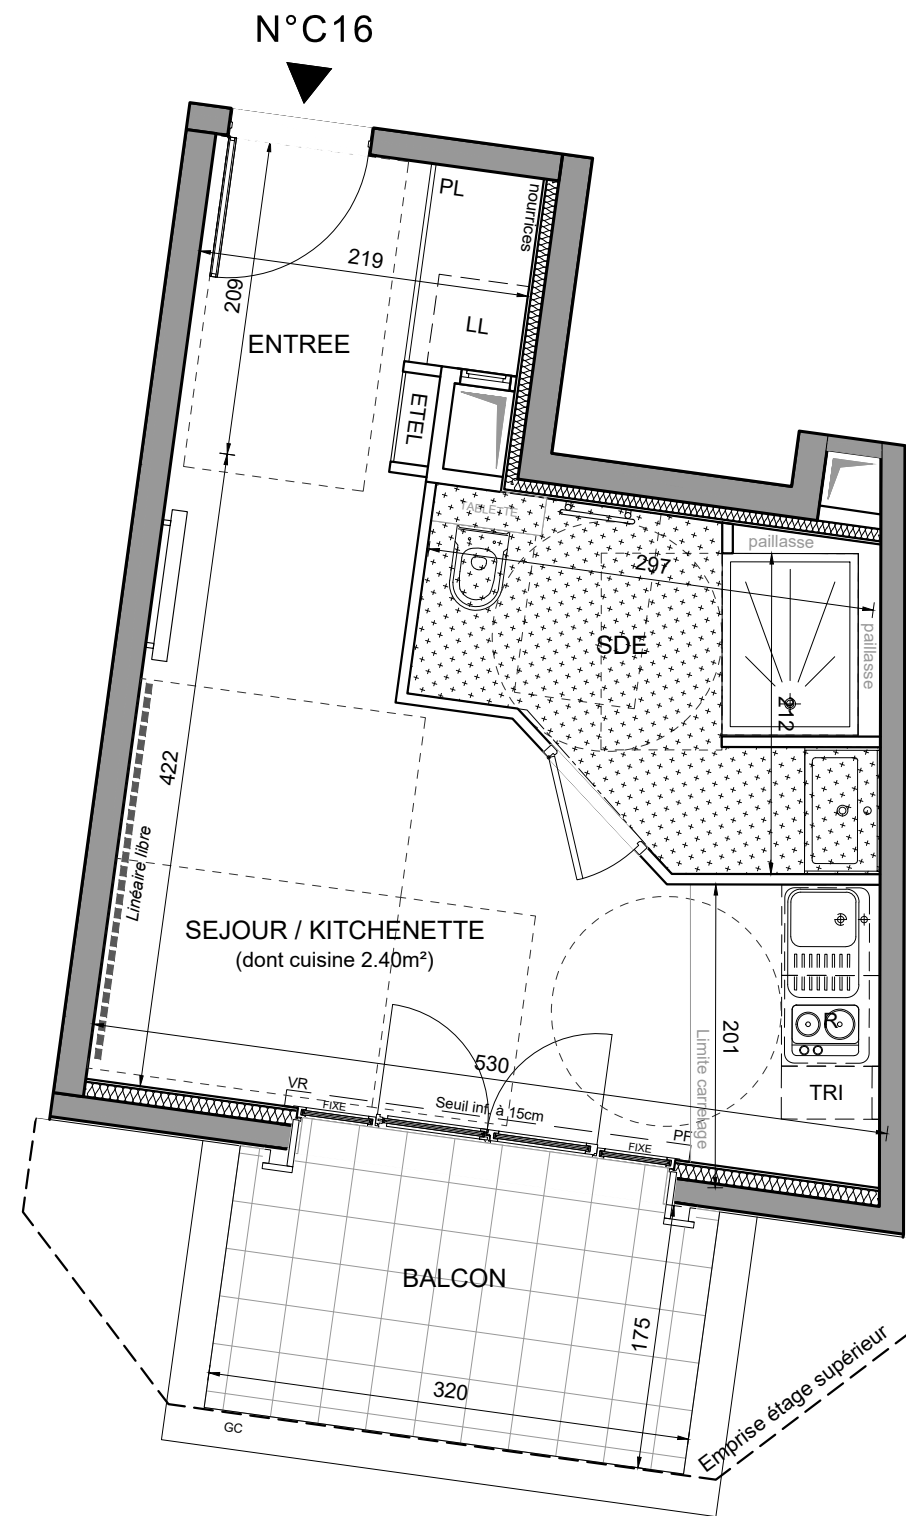 N°C16
PL
nourrices
219
209
LL
ENTREE
ETEL
TABLETTE
paillasse
297
paillasse
SDE
212
422
Linéaire libre
SEJOUR / KITCHENETTE
(dont cuisine 2.40m²)
R
201
530
Limite carrelage
TRI
VR
FIXE
Seuil inf. à 15cm
PF
FIXE
BALCON
175
320
Emprise étage supérieur
GC